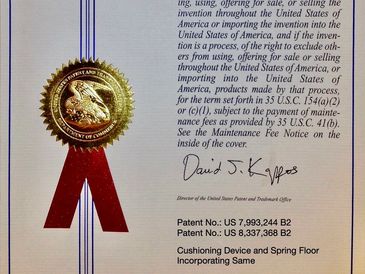 ing, using, offering for sale, or selling the
invention throughout the United States of
America or importing the invention into the
United States of America, and if the inven-
tion is a process, of the right to exclude oth-
ers from using, offering for sale or selling
throughout the United States of America, or
importing into the United States of
America, products made by that process,
for the term set forth in 35 U.S.C. 154(a)(2)
or (c)(1), subject to the payment of mainte-
nance fees as provided by 35 U.S.C. 41(b).
See the Maintenance Fee Notice on the
inside of the cover.
David J. Kappos
Director of the United States Patent and Trademark Office
Patent No.: US 7,993,244 B2
Patent No.: US 8,337,368 B2
Cushioning Device and Spring Floor
Incorporating Same